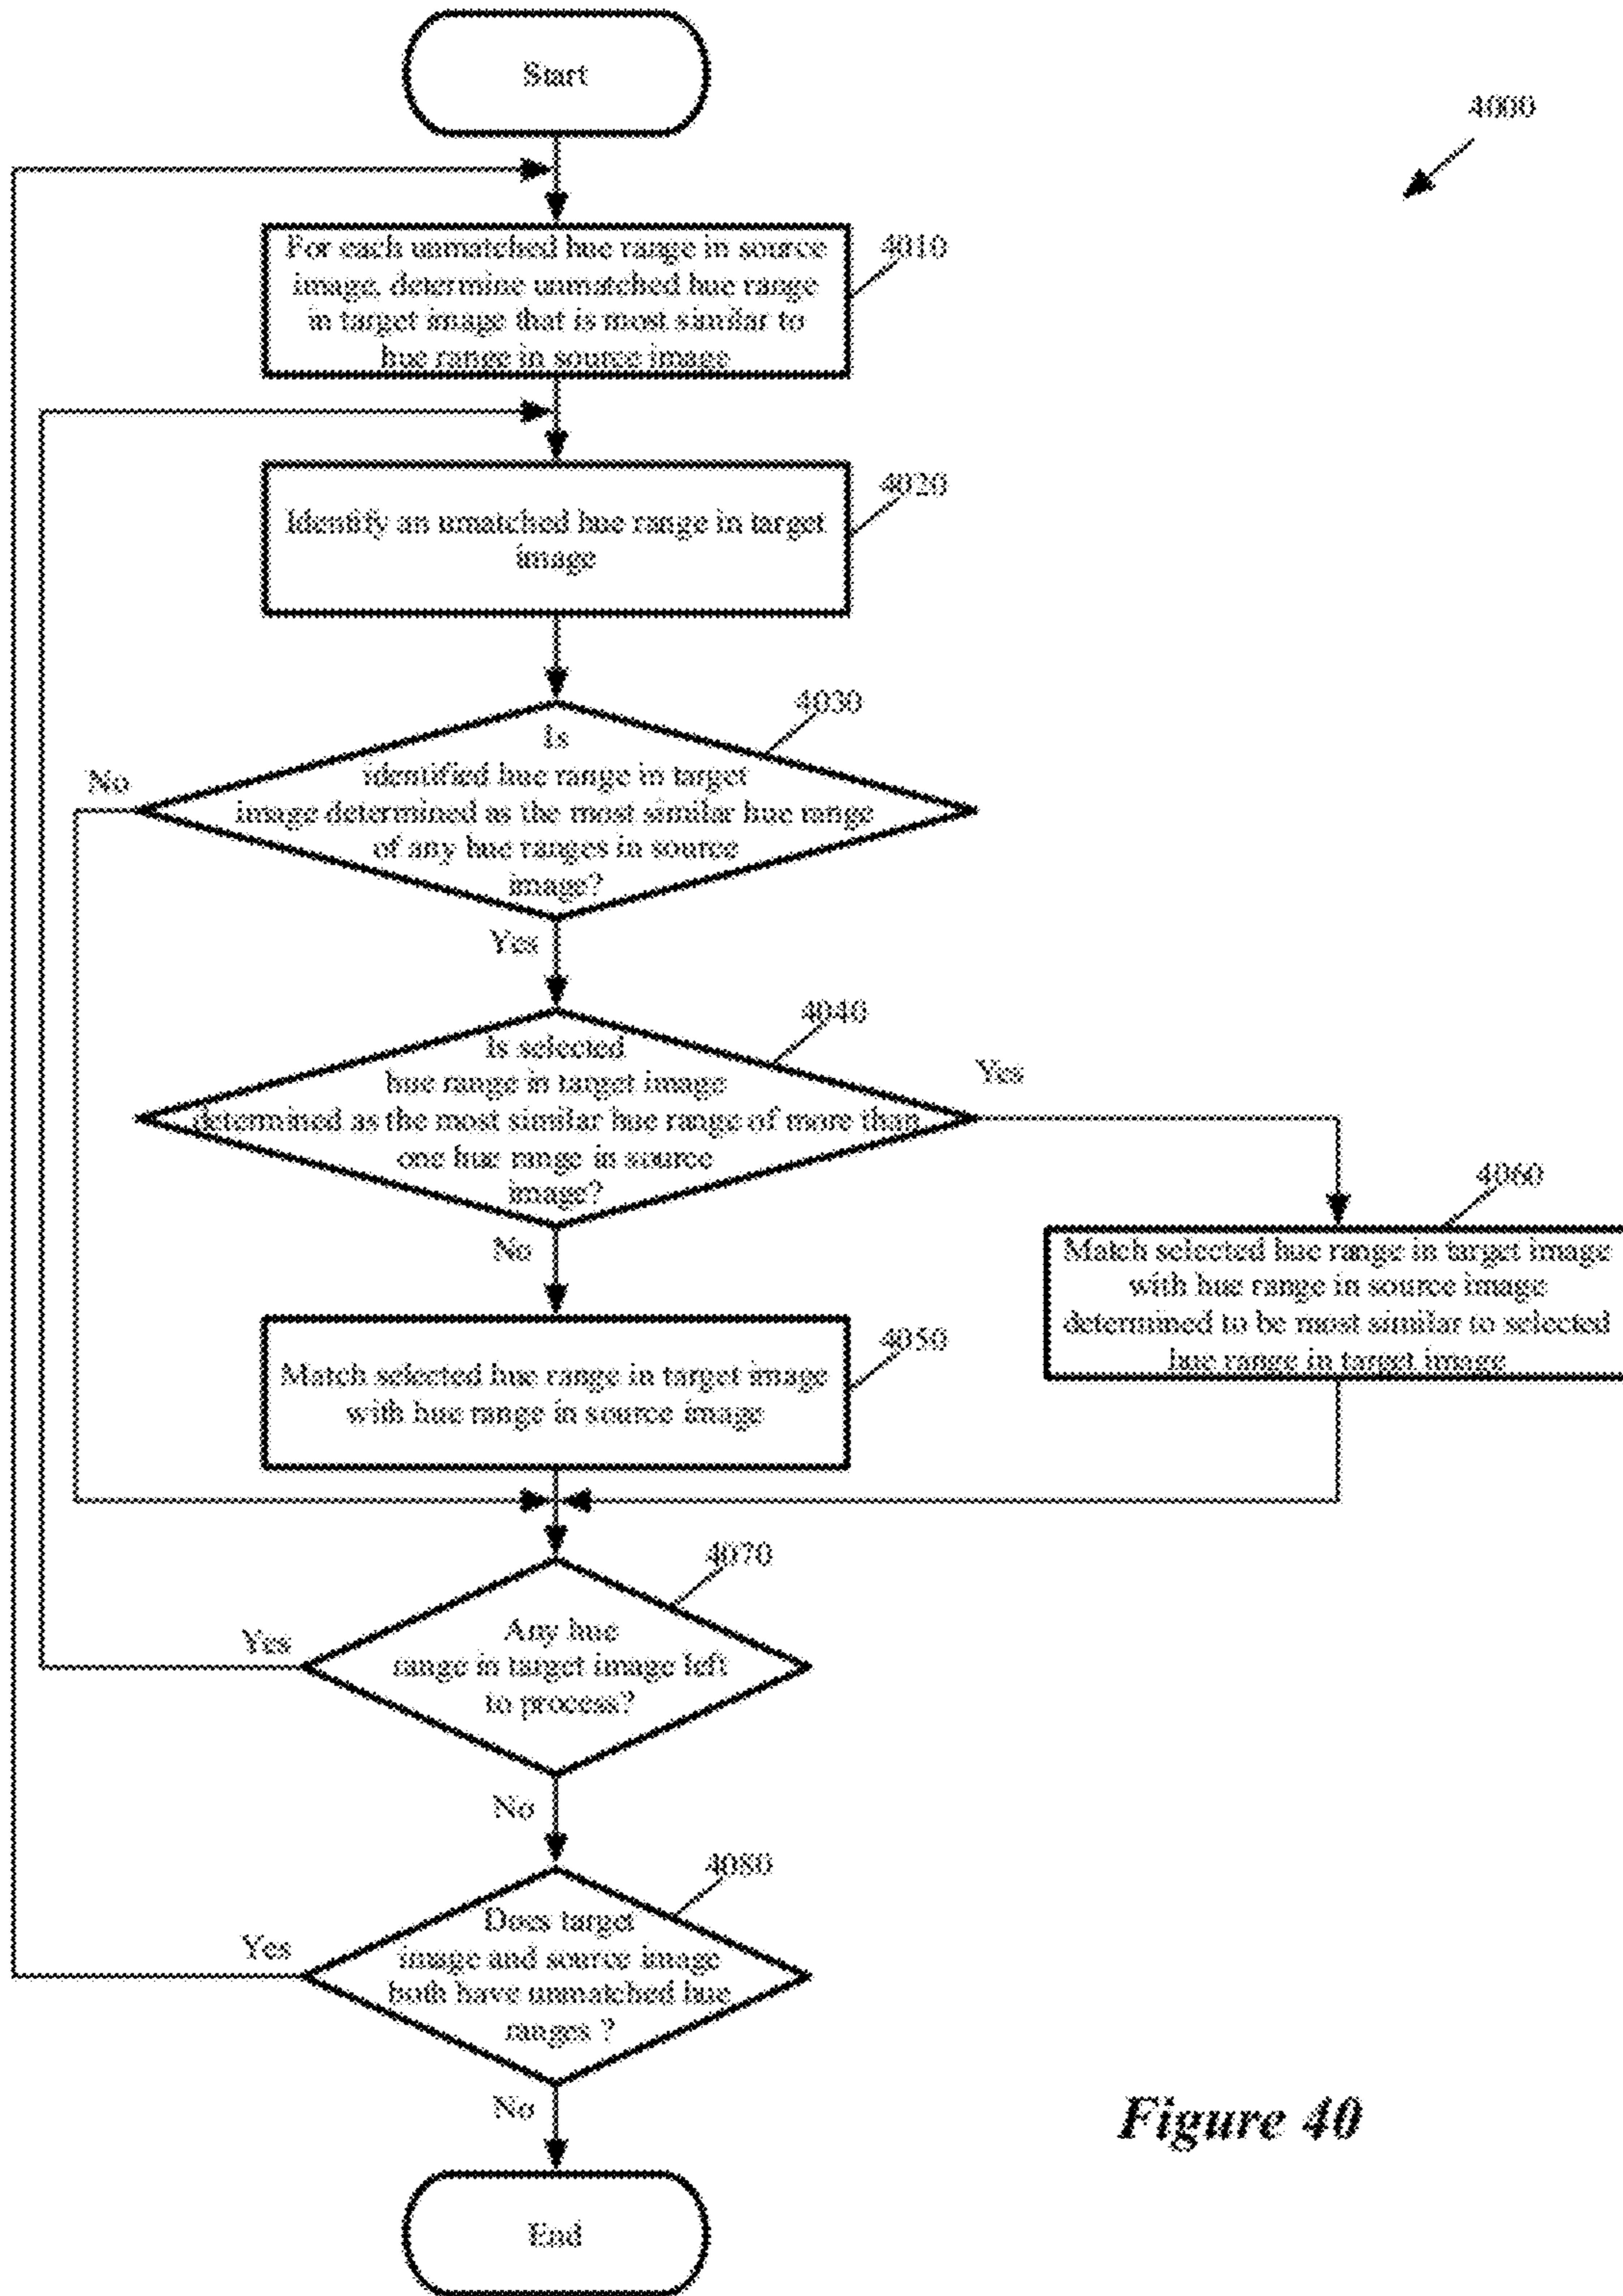 Start
4000
For each unmatched hue range in source
image, determine unmatched hue range
in target image that is most similar to
hue range in source image
4010
Identify an umatched hue range in target
image
4020
4030
Is
identified hue range in target
image determined as the most similar hue range
of any hue ranges in source
image?
No
Yes
4040
Is selected
hue range in target image
determined as the most similar hue range of more than
one hue range in source
image?
Yes
No
4060
Match selected hue range in target image
with hue range in source image
determined to be most similar to selected
hue range in target image
4050
Match selected hue range in target image
with hue range in source image
4070
Any hue
range in target image left
to process?
Yes
No
4080
Does target
image and source image
both have unmatched hue
ranges ?
Yes
No
Figure 40
End